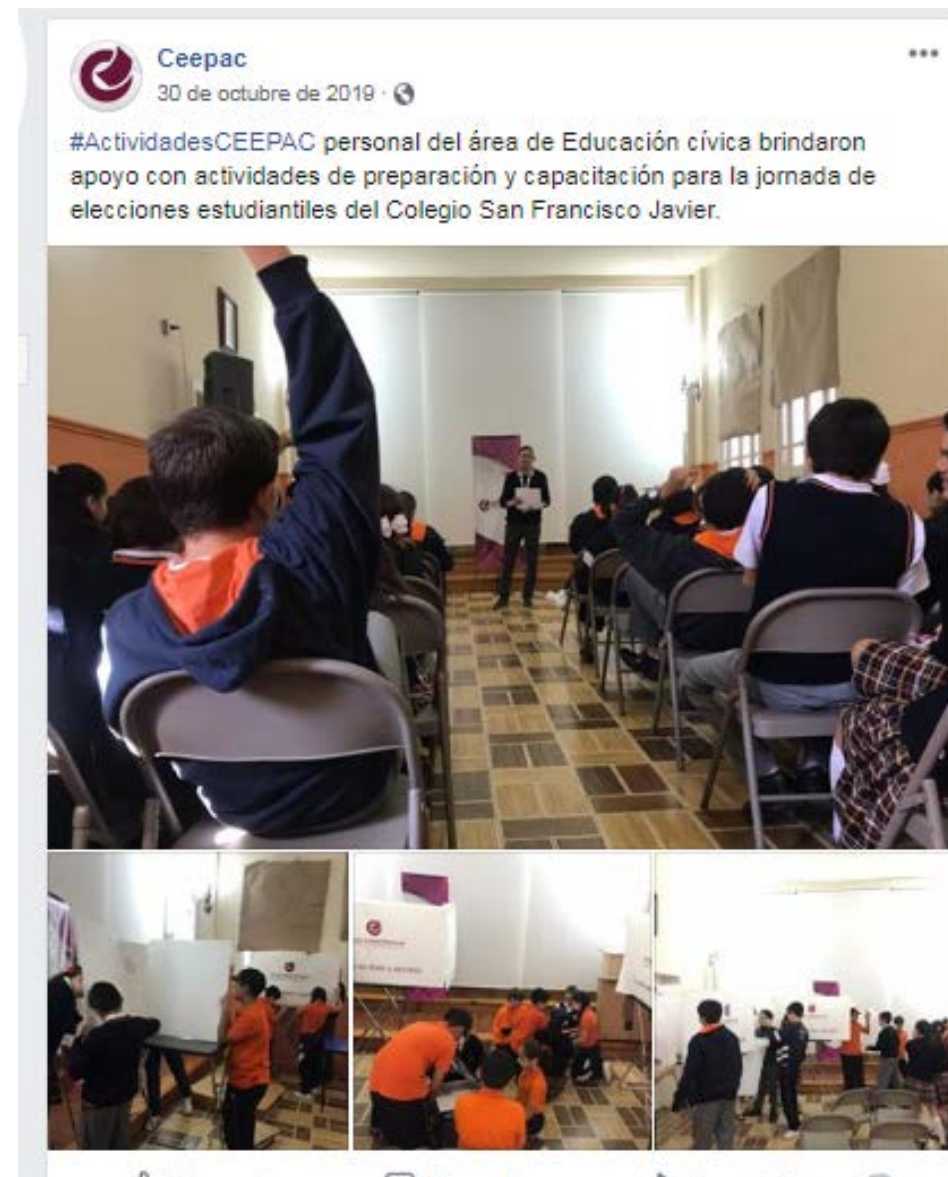 Ceepac
30 de octubre de 2019 ·
#ActividadesCEEPAC personal del área de Educación cívica brindaron
apoyo con actividades de preparación y capacitación para la jornada de
elecciones estudiantiles del Colegio San Francisco Javier.